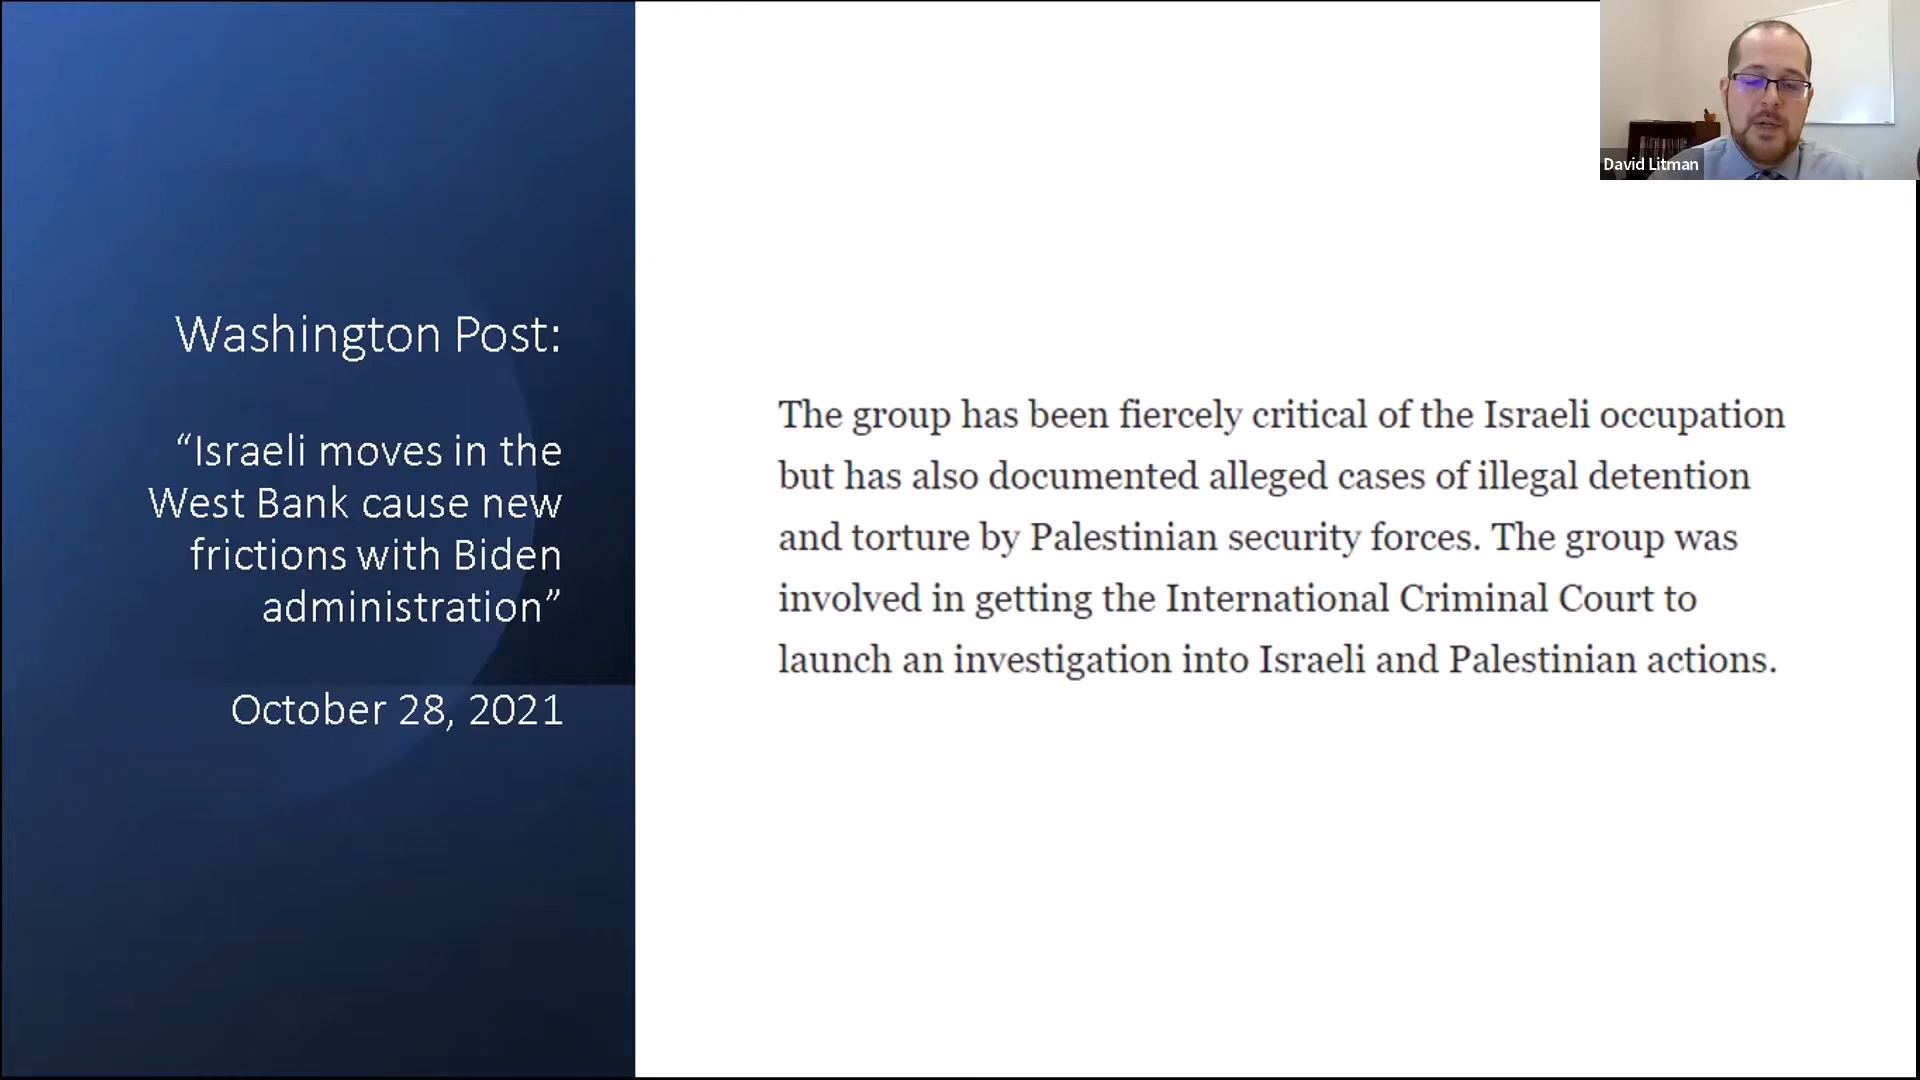 Washington Post:
“Israeli moves in the
West Bank cause new
frictions with Biden
administration”
October 28, 2021
The group has been fiercely critical of the Israeli occupation
but has also documented alleged cases of illegal detention
and torture by Palestinian security forces. The group was
involved in getting the International Criminal Court to
launch an investigation into Israeli and Palestinian actions.
David Litman